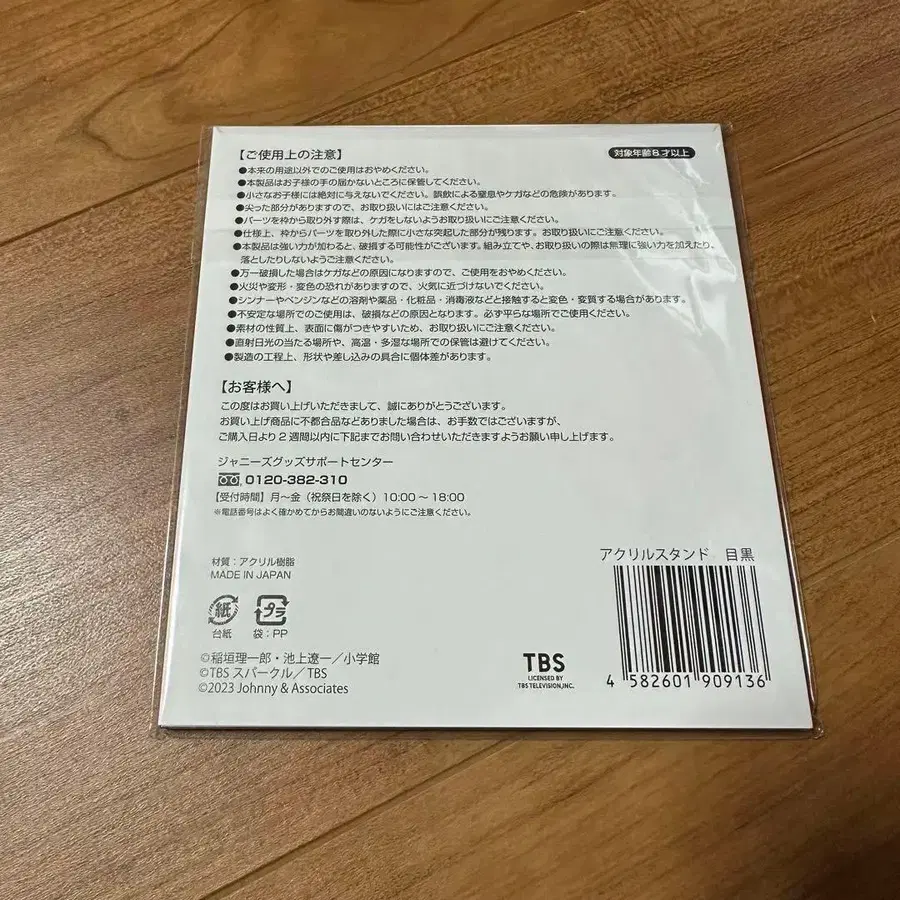 【ご使用上の注意】
対象年齢8才以上
●本来の用途以外でのご使用はおやめください。
●本製品はお子様の手の届かないところに保管してください。
●小さなお子様には絶対に与えないでください。誤飲による窒息やケガなどの危険があります。
●尖った部分がありますので、お取り扱いにはご注意ください。
●パーツを枠から取り外す際は、ケガをしないようお取り扱いにご注意ください。
●仕様上、枠からパーツを取り外した際に小さな突起した部分が残ります。お取り扱いにご注意ください。
●本製品は強い力が加わると、破損する可能性がございます。組み立てや、お取り扱いの際は無理に強い力を加えたり、
落としたりしないようご注意ください。
●万一破損した場合はケガなどの原因になりますので、ご使用をおやめください。
●火災や変形・変色の恐れがありますので、火気に近づけないでください。
●シンナーやベンジンなどの溶剤や薬品・化粧品・消毒液などと接触すると変色・変質する場合があります。
●不安定な場所でのご使用は、破損などの原因となります。必ず平らな場所でご使用ください。
●素材の性質上、表面に傷がつきやすいため、お取り扱いにご注意ください。
●直射日光の当たる場所や、高温・多湿な場所での保管は避けてください。
●製造の工程上、形状や差し込みの具合に個体差があります。
【お客様へ】
この度はお買い上げいただきまして、誠にありがとうございます。
お買い上げ商品に不都合品などありました場合は、お手数ではございますが、
ご購入日より2週間以内に下記までお問い合わせいただきますようお願い申し上げます。
ジャニーズグッズサポートセンター
0120-382-310
【受付時間】月〜金（祝祭日を除く）10:00〜18:00
※電話番号はよく確かめてからお間違いのないようにご注意ください。
材質：アクリル樹脂
MADE IN JAPAN
アクリルスタンド 目黒
紙
プラ
台紙
袋：PP
©稲垣理一郎・池上遼一／小学館
©TBSスパークル／TBS
©2023 Johnny & Associates
TBS
LICENSED BY
TBS TELEVISION, INC.
4 582601 909136